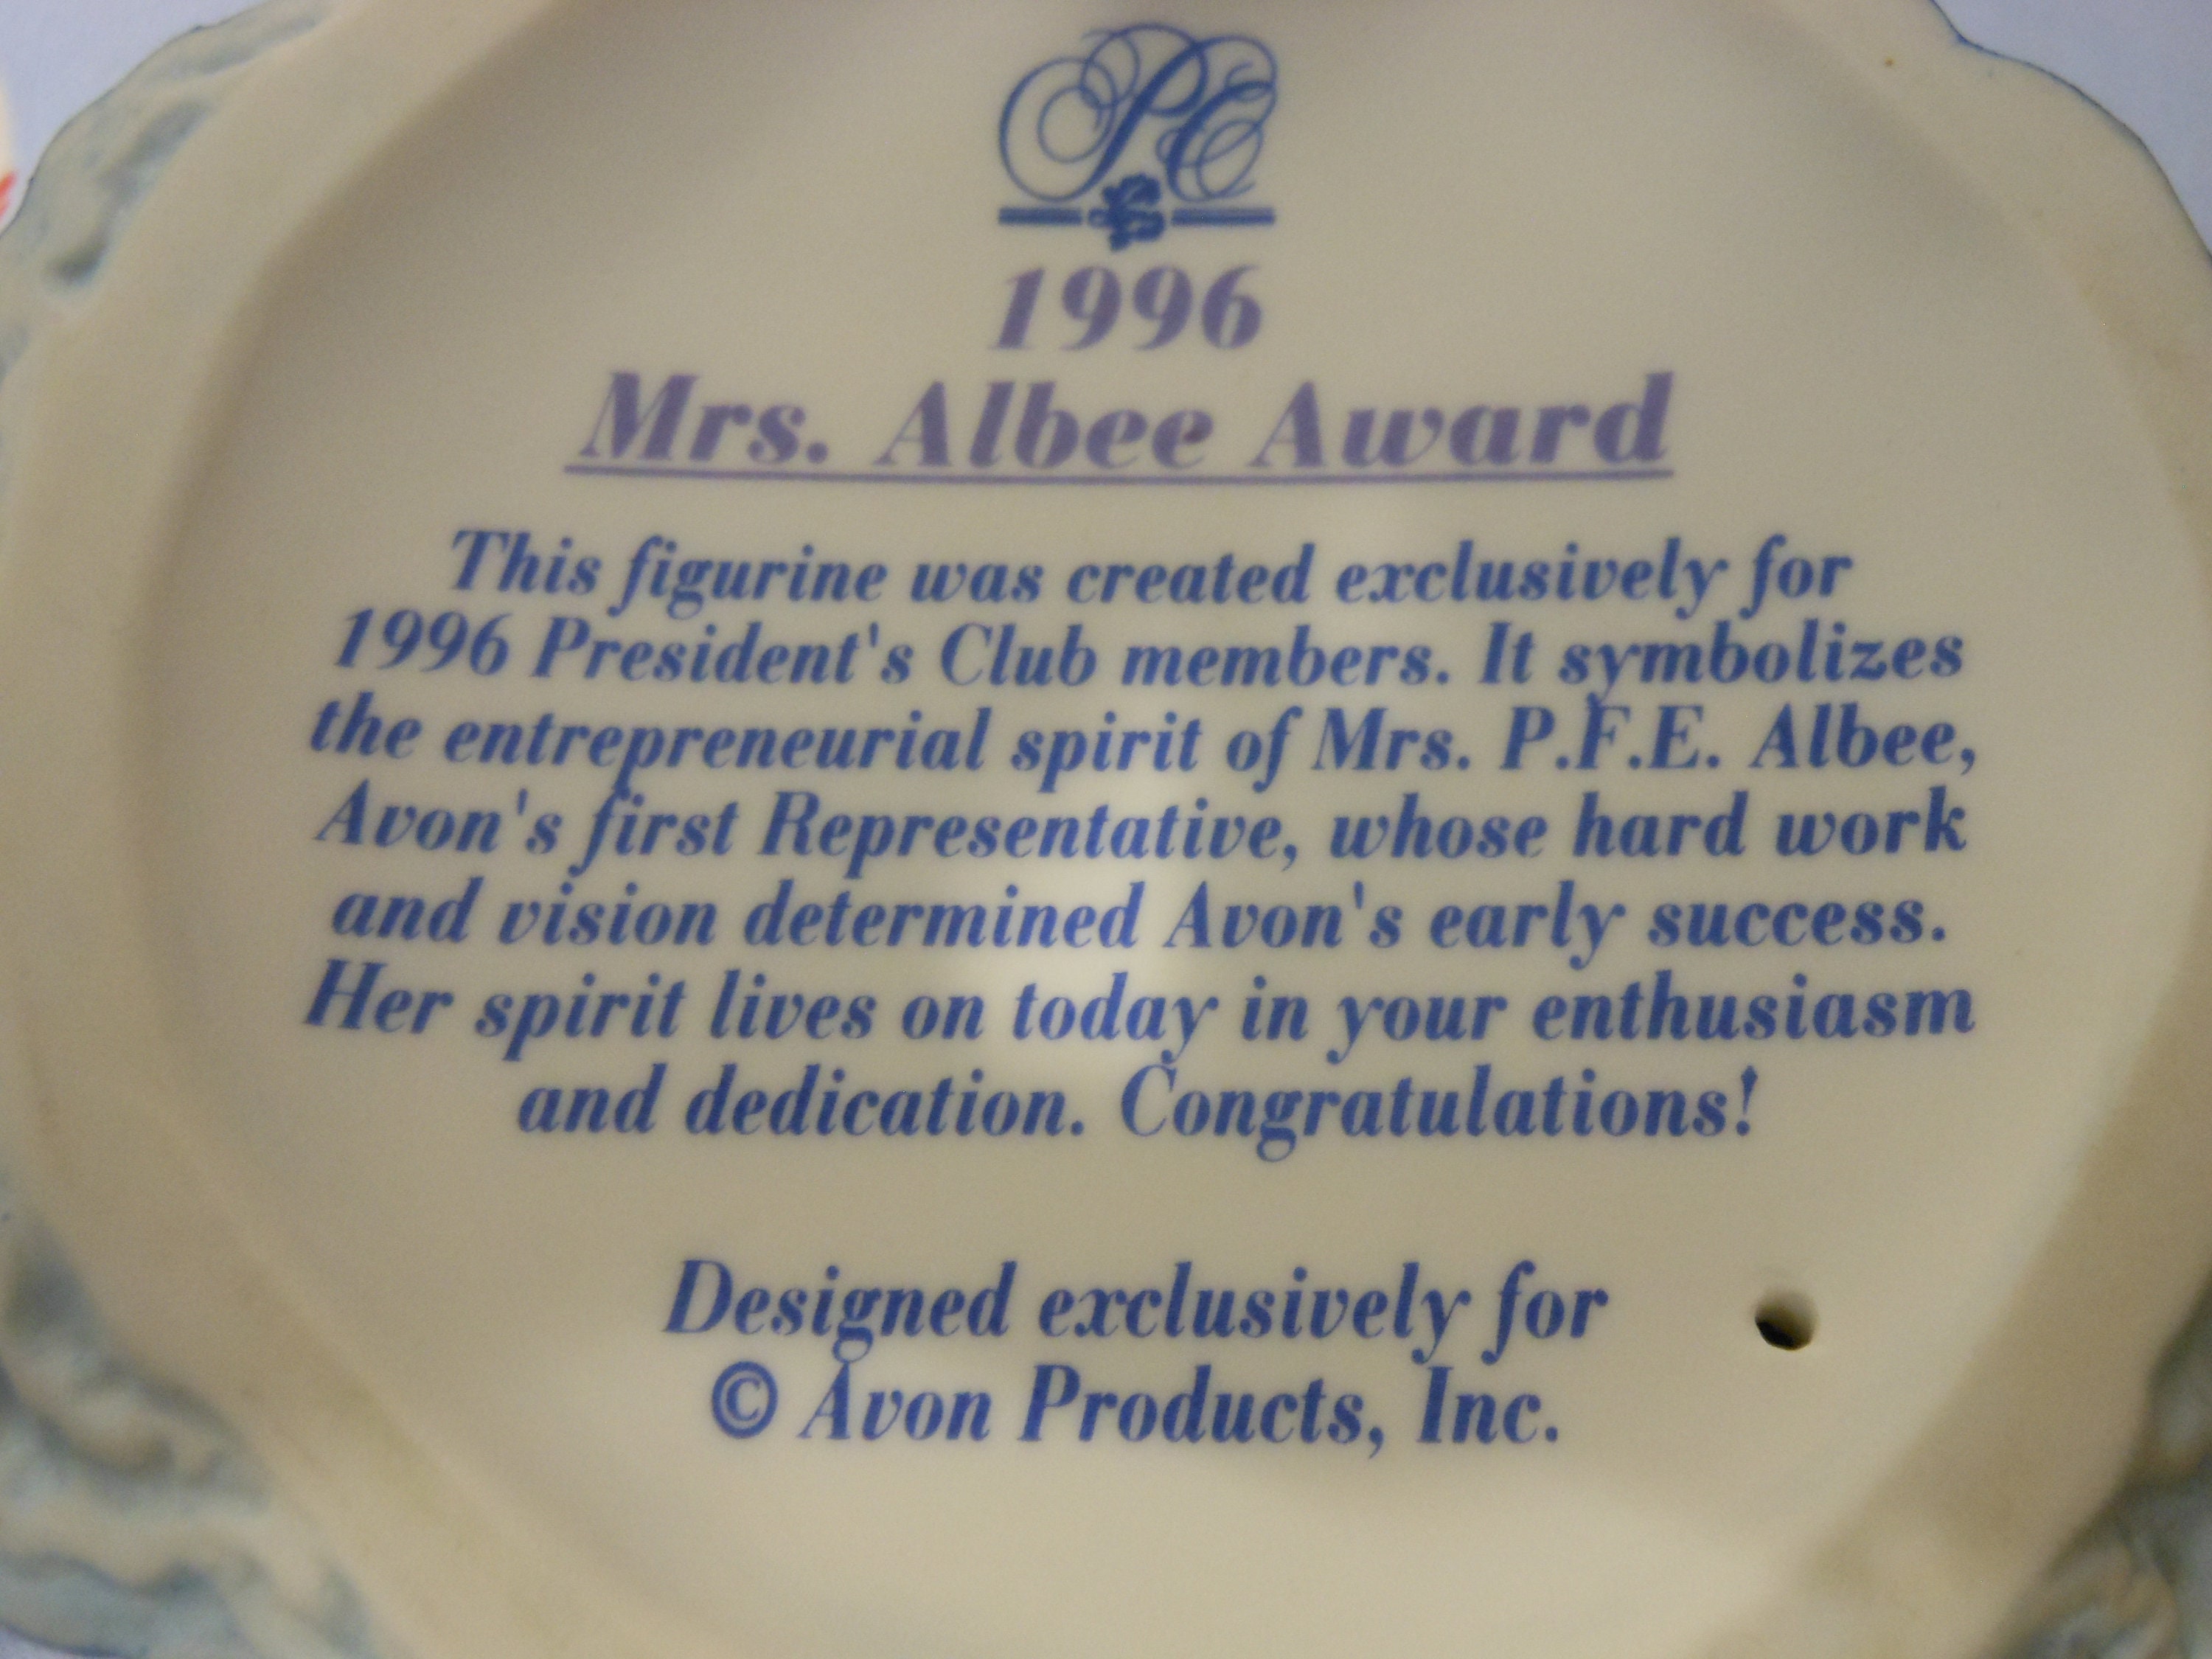 PC
1996
Mrs. Albee Award
This figurine was created exclusively for
1996 President's Club members. It symbolizes
the entrepreneurial spirit of Mrs. P.F.E. Albee,
Avon's first Representative, whose hard work
and vision determined Avon's early success.
Her spirit lives on today in your enthusiasm
and dedication. Congratulations!
Designed exclusively for
© Avon Products, Inc.